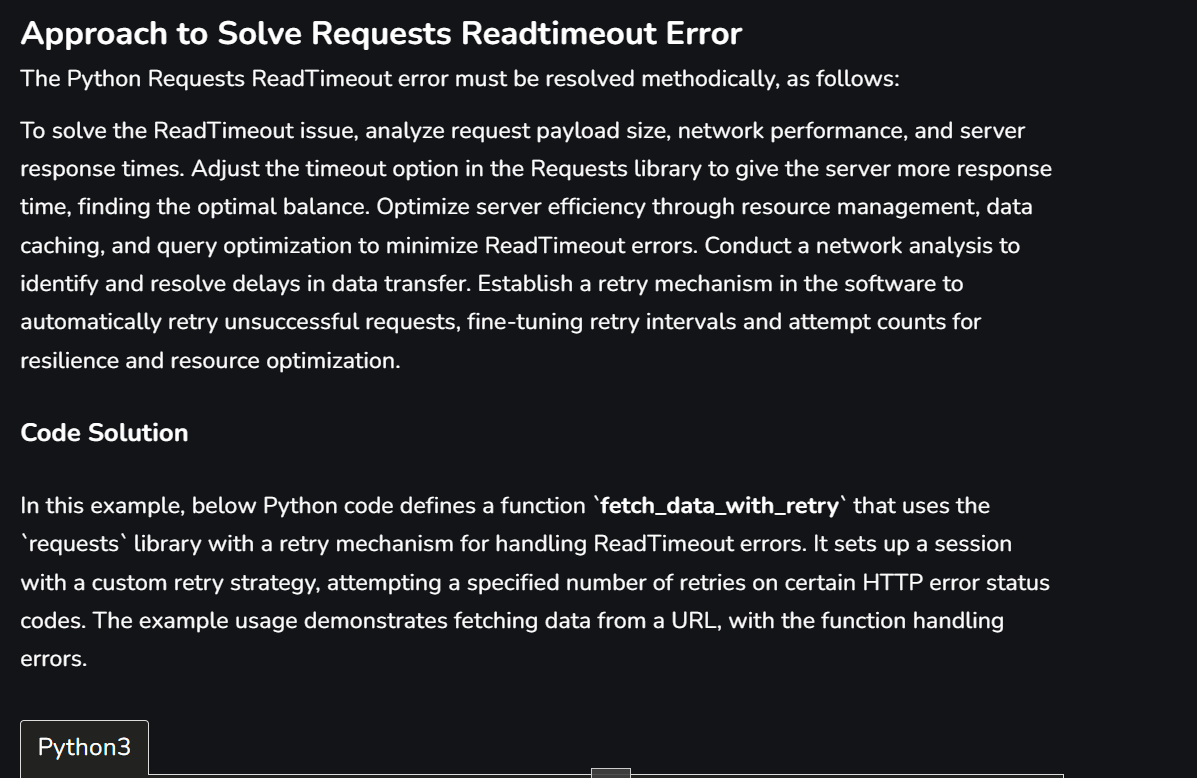 Approach to Solve Requests Readtimeout Error
The Python Requests ReadTimeout error must be resolved methodically, as follows:
To solve the ReadTimeout issue, analyze request payload size, network performance, and server
response times. Adjust the timeout option in the Requests library to give the server more response
time, finding the optimal balance. Optimize server efficiency through resource management, data
caching, and query optimization to minimize ReadTimeout errors. Conduct a network analysis to
identify and resolve delays in data transfer. Establish a retry mechanism in the software to
automatically retry unsuccessful requests, fine-tuning retry intervals and attempt counts for
resilience and resource optimization.
Code Solution
In this example, below Python code defines a function `fetch_data_with_retry` that uses the
`requests` library with a retry mechanism for handling ReadTimeout errors. It sets up a session
with a custom retry strategy, attempting a specified number of retries on certain HTTP error status
codes. The example usage demonstrates fetching data from a URL, with the function handling
errors.
Python3